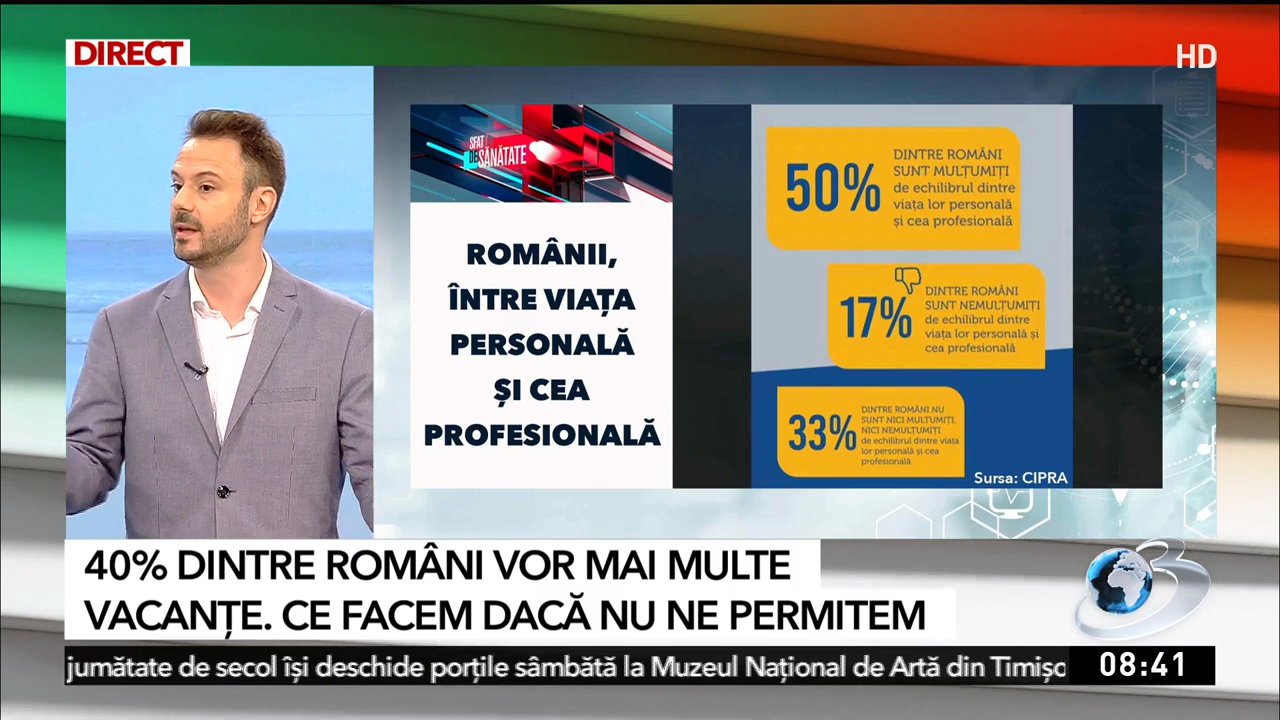 DIRECT
HD
SFAT
DE SĂNĂTATE
ROMÂNII,
ÎNTRE VIAȚA
PERSONALĂ
ȘI CEA
PROFESIONALĂ
50%
DINTRE ROMÂNI
SUNT MULȚUMIȚI
de echilibrul dintre
viața lor personală
și cea profesională
17%
DINTRE ROMÂNI
SUNT NEMULȚUMIȚI
de echilibrul dintre
viața lor personală și
cea profesională
33%
DINTRE ROMÂNI NU
SUNT NICI MULȚUMIȚI,
NICI NEMULȚUMIȚI
de echilibrul dintre viața
lor personală și cea
profesională
Sursa: CIPRA
40% DINTRE ROMÂNI VOR MAI MULTE
VACANȚE. CE FACEM DACĂ NU NE PERMITEM
3
jumătate de secol își deschide porțile sâmbătă la Muzeul Național de Artă din Timișo
08:41